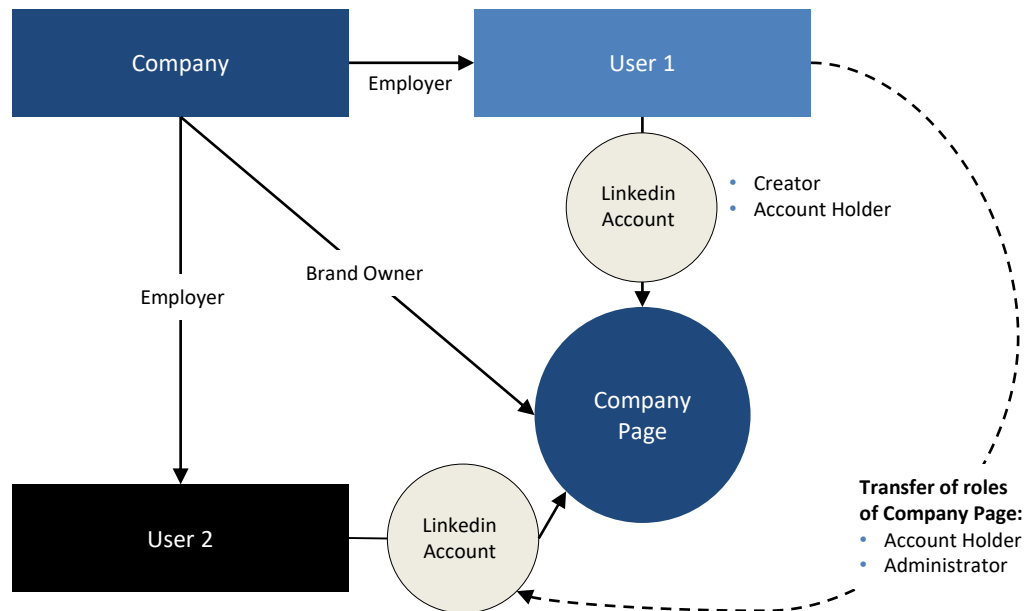 Company
Employer
User 1
Linkedin
Account
• Creator
• Account Holder
Brand Owner
Employer
Company
Page
User 2
Linkedin
Account
Transfer of roles
of Company Page:
• Account Holder
• Administrator